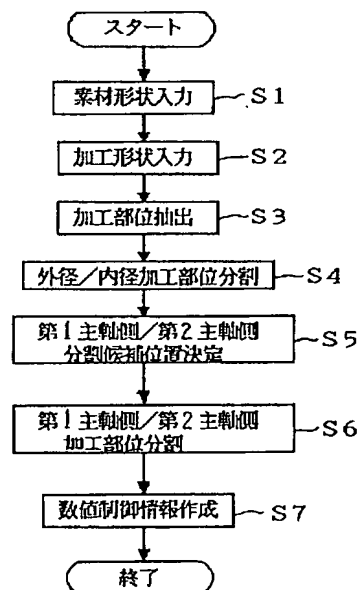 スタート
素材形状入力 S1
加工形状入力 S2
加工部位抽出 S3
外径/内径加工部位分割 S4
第1主軸側/第2主軸側
分割候補位置決定 S5
第1主軸側/第2主軸側
加工部位分割 S6
数値制御情報作成 S7
終了